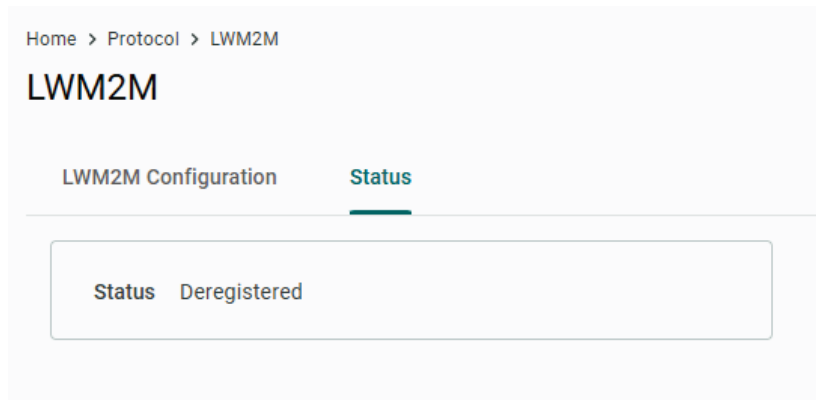 Home > Protocol > LWM2M
LWM2M
LWM2M Configuration Status
Status Deregistered